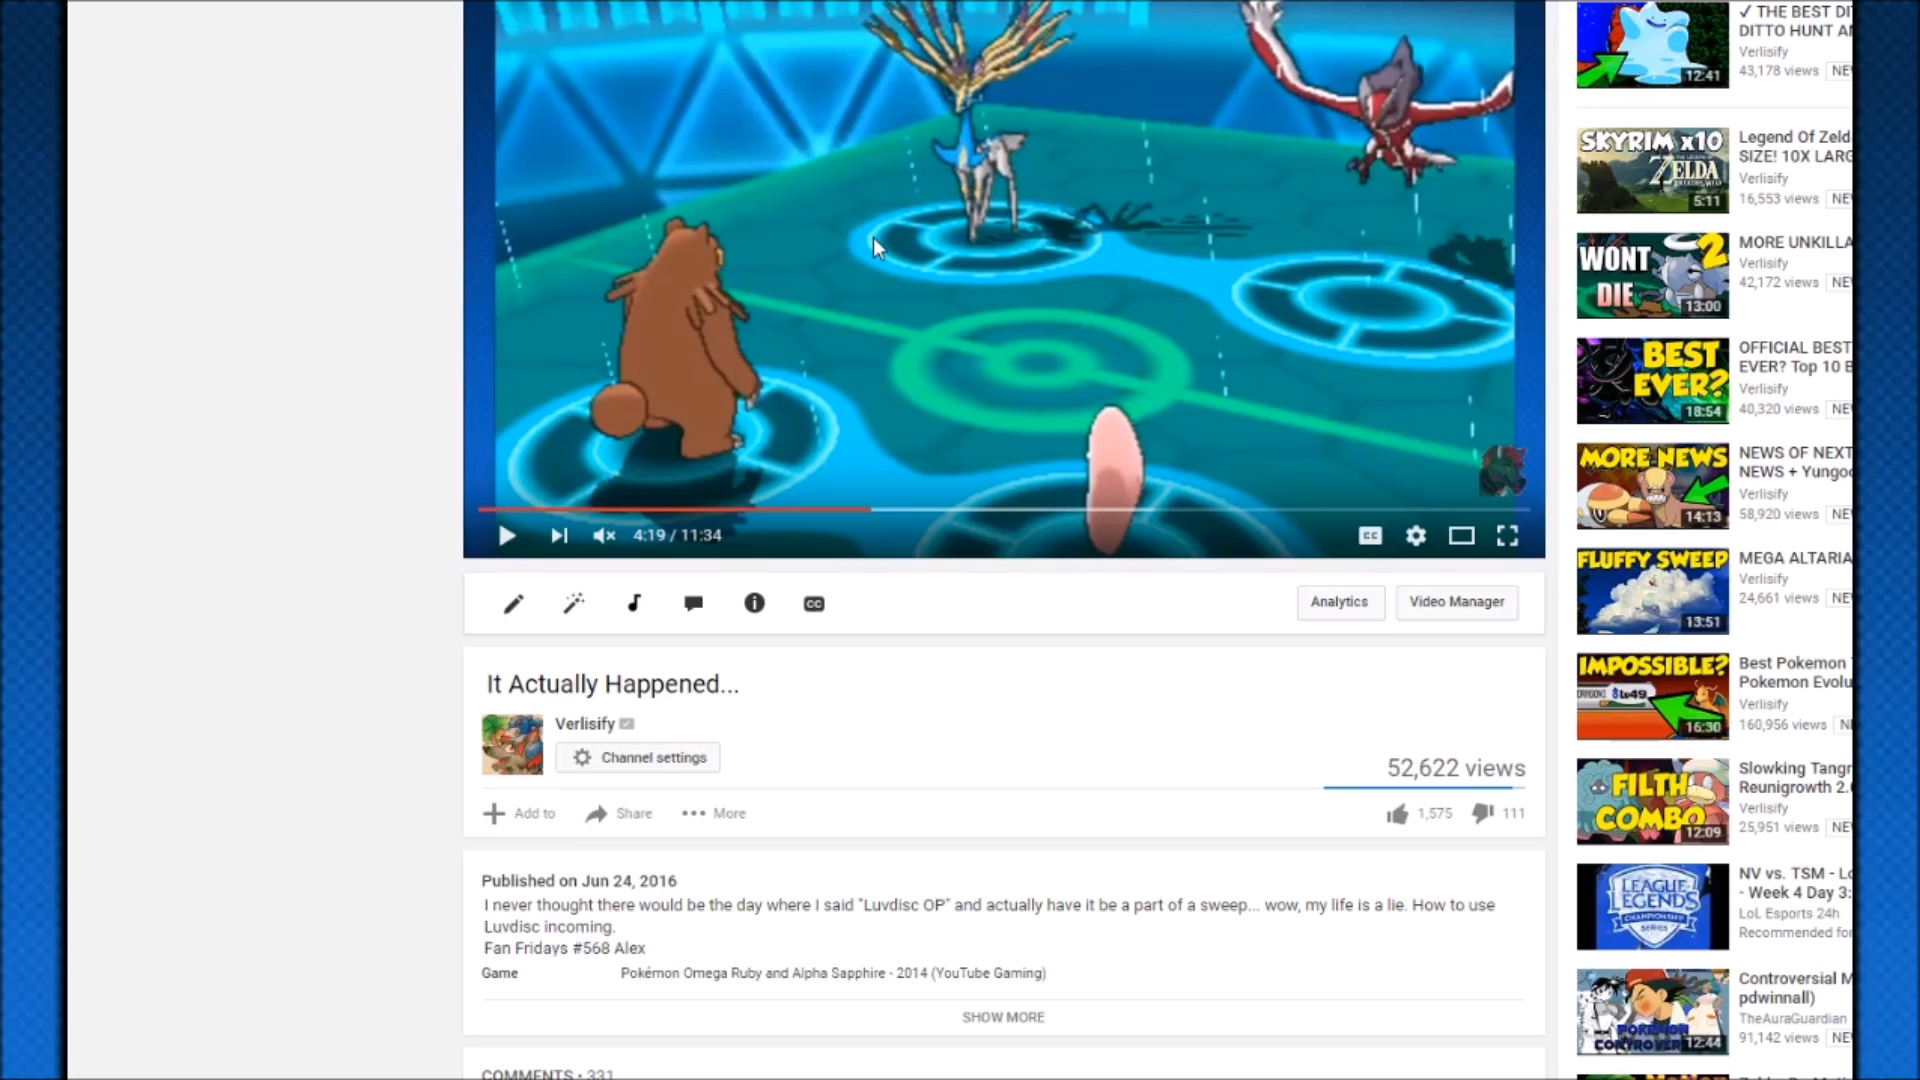 4:19 / 11:34
CC
Analytics
Video Manager
CC
It Actually Happened...
Verlisify
Channel settings
52,622 views
Add to
Share
More
1,575
111
Published on Jun 24, 2016
I never thought there would be the day where I said "Luvdisc OP" and actually have it be a part of a sweep... wow, my life is a lie. How to use
Luvdisc incoming.
Fan Fridays #568 Alex
Game
Pokémon Omega Ruby and Alpha Sapphire - 2014 (YouTube Gaming)
SHOW MORE
COMMENTS • 331
12:41
✓ THE BEST DI
DITTO HUNT A
Verlisify
43,178 views
NE
SKYRIM x10
ZELDA
5:11
Legend Of Zeld
SIZE! 10X LARG
Verlisify
16,553 views
NE
WONT
DIE
2
13:00
MORE UNKILLA
Verlisify
42,172 views
NE
BEST
EVER?
18:54
OFFICIAL BEST
EVER? Top 10 B
Verlisify
40,320 views
NE
MORE NEWS
14:13
NEWS OF NEXT
NEWS + Yungoo
Verlisify
58,920 views
NE
FLUFFY SWEEP
13:51
MEGA ALTARIA
Verlisify
24,661 views
NE
IMPOSSIBLE?
Lv49
16:30
Best Pokemon
Pokemon Evolu
Verlisify
160,956 views
N
FILTH
COMBO
12:09
Slowking Tangr
Reunigrowth 2.
Verlisify
25,951 views
NE
LEAGUE
LEGENDS
CHAMPIONSHIP
SERIES
NV vs. TSM - Lo
- Week 4 Day 3:
LoL Esports 24h
Recommended for
POKEMON
CONTROVER
12:44
Controversial M
pdwinnall)
TheAuraGuardian
91,142 views
NE